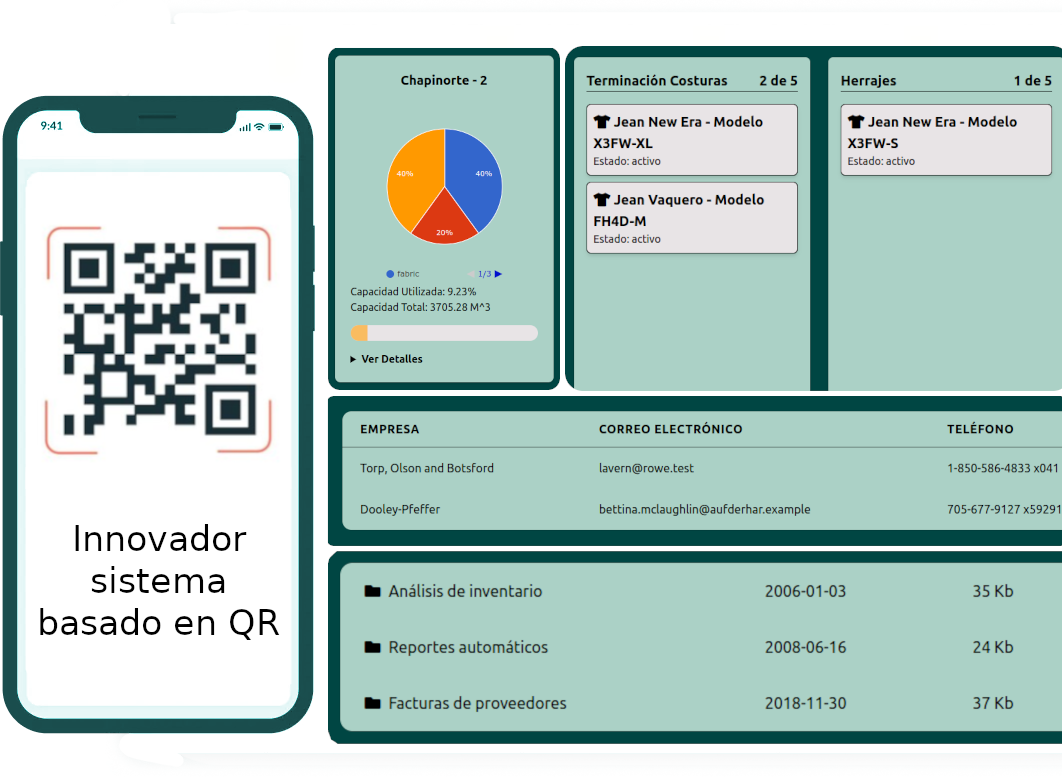 9:41
Innovador
sistema
basado en QR
Chapinorte - 2
40%
40%
20%
fabric
1/3
Capacidad Utilizada: 9.23%
Capacidad Total: 3705.28 M^3
Ver Detalles
Terminación Costuras 2 de 5
Jean New Era - Modelo
X3FW-XL
Estado: activo
Jean Vaquero - Modelo
FH4D-M
Estado: activo
Herrajes 1 de 5
Jean New Era - Modelo
X3FW-S
Estado: activo
EMPRESA CORREO ELECTRÓNICO TELÉFONO
Torp, Olson and Botsford lavern@rowe.test 1-850-586-4833 x041
Dooley-Pfeffer bettina.mclaughlin@aufderhar.example 705-677-9127 x59291
Análisis de inventario 2006-01-03 35 Kb
Reportes automáticos 2008-06-16 24 Kb
Facturas de proveedores 2018-11-30 37 Kb